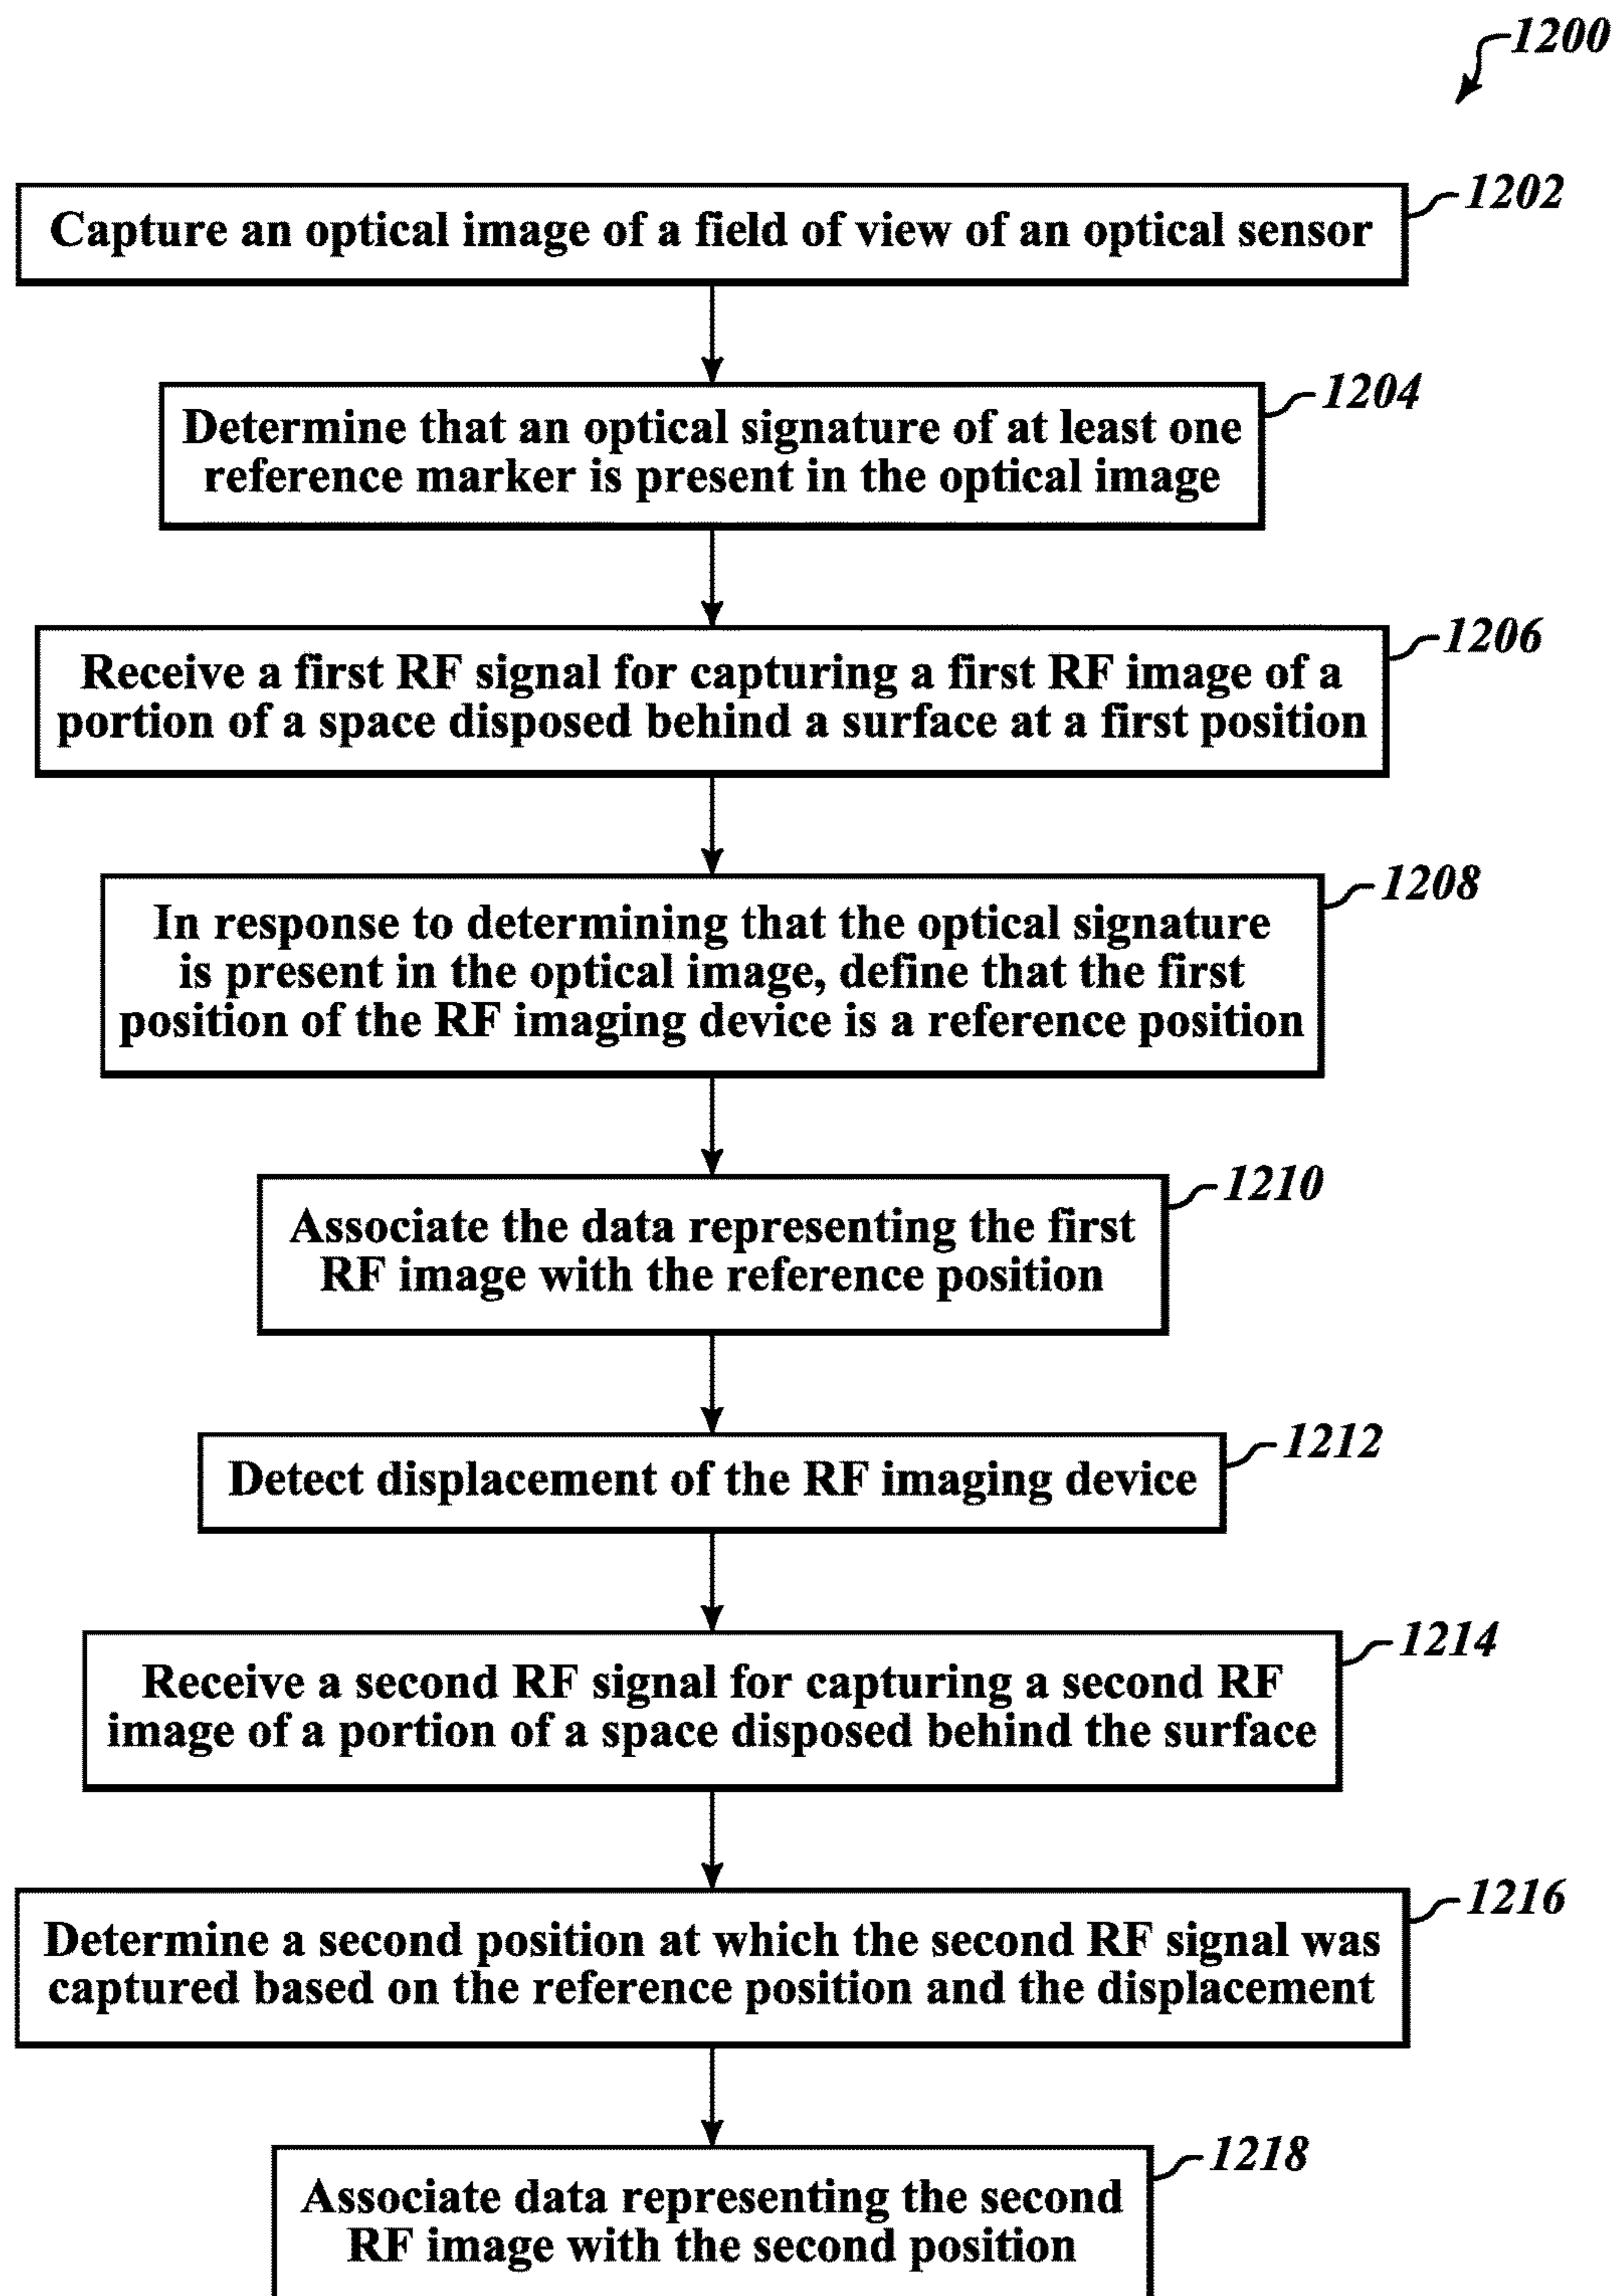 1200
1202
Capture an optical image of a field of view of an optical sensor
1204
Determine that an optical signature of at least one
reference marker is present in the optical image
1206
Receive a first RF signal for capturing a first RF image of a
portion of a space disposed behind a surface at a first position
1208
In response to determining that the optical signature
is present in the optical image, define that the first
position of the RF imaging device is a reference position
1210
Associate the data representing the first
RF image with the reference position
1212
Detect displacement of the RF imaging device
1214
Receive a second RF signal for capturing a second RF
image of a portion of a space disposed behind the surface
1216
Determine a second position at which the second RF signal was
captured based on the reference position and the displacement
1218
Associate data representing the second
RF image with the second position